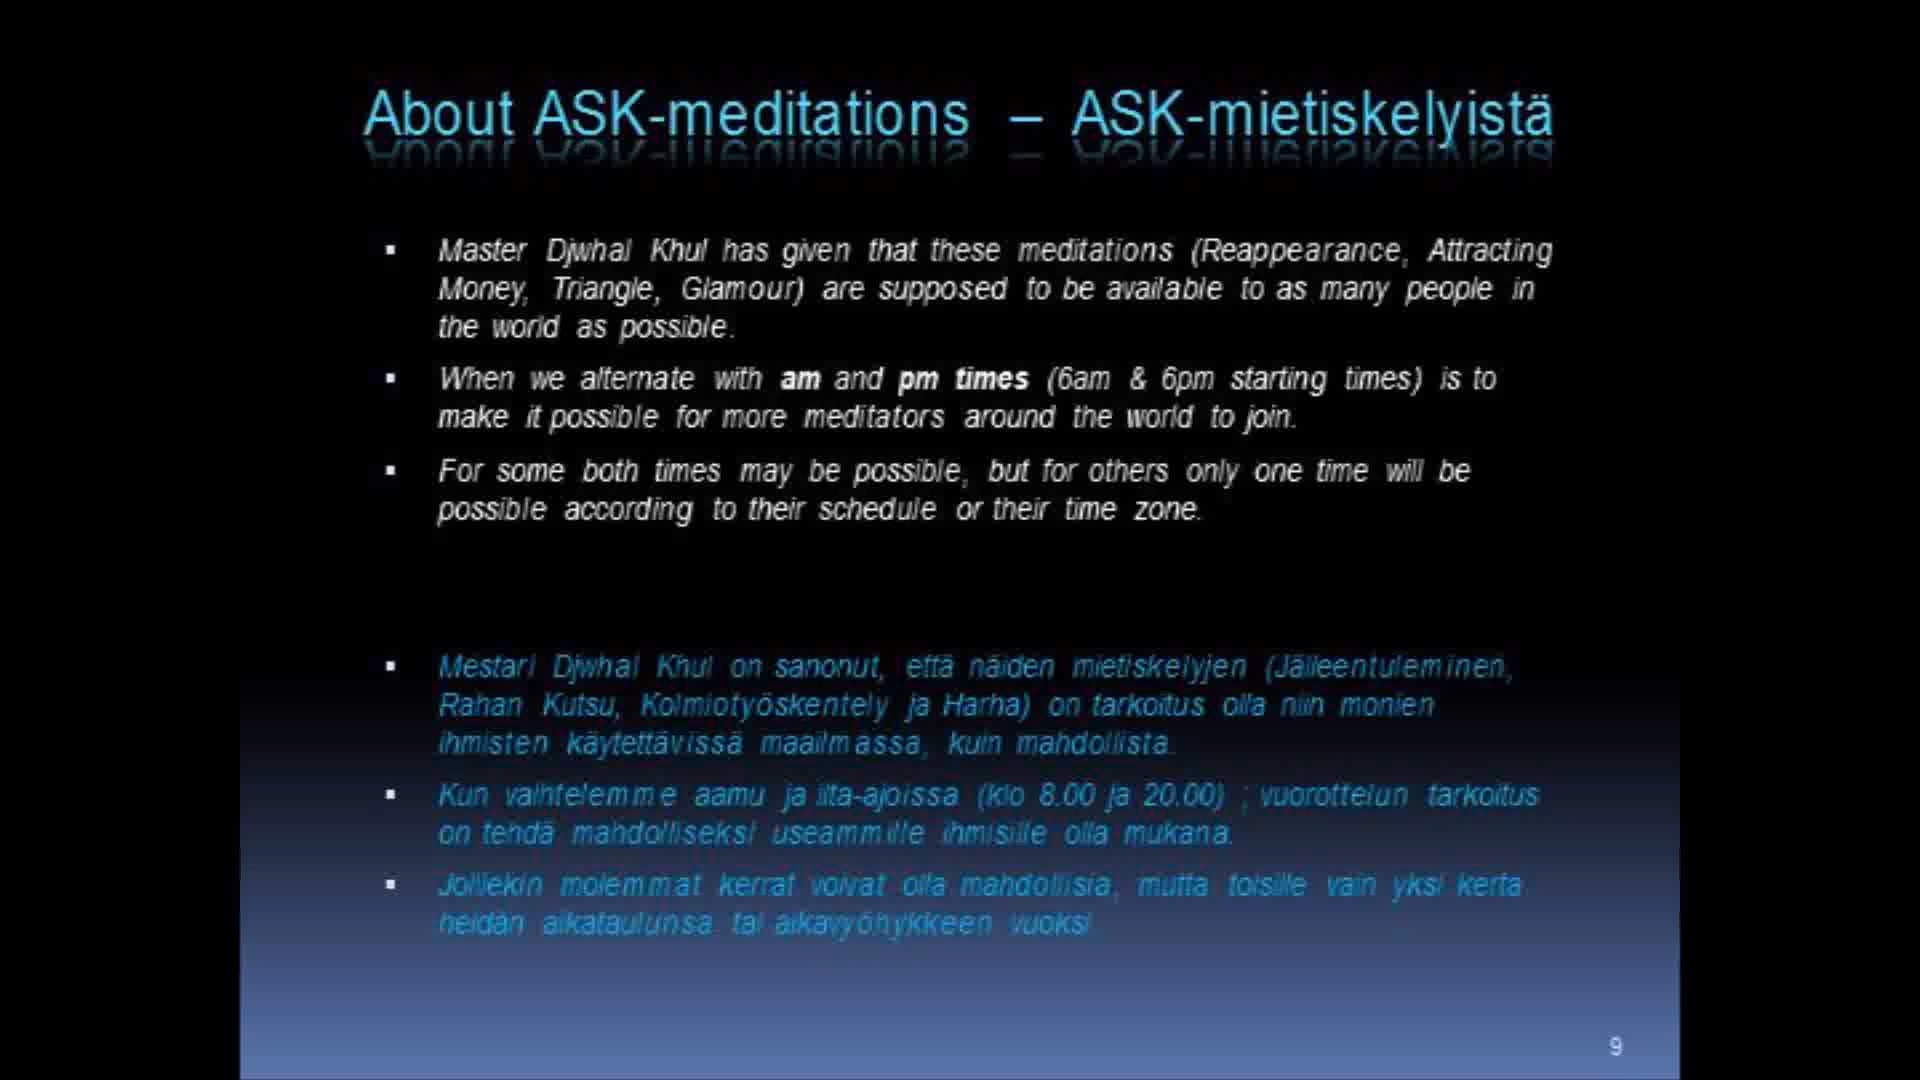 About ASK-meditations – ASK-mietiskelyistä
▪ Master Djwhal Khul has given that these meditations (Reappearance, Attracting
Money, Triangle, Glamour) are supposed to be available to as many people in
the world as possible.
▪ When we alternate with am and pm times (6am & 6pm starting times) is to
make it possible for more meditators around the world to join.
▪ For some both times may be possible, but for others only one time will be
possible according to their schedule or their time zone.
▪ Mestari Djwhal Khul on sanonut, että näiden mietiskelyjen (Jälleentuleminen,
Rahan Kutsu, Kolmiotyöskentely ja Harha) on tarkoitus olla niin monien
ihmisten käytettävissä maailmassa, kuin mahdollista.
▪ Kun vaihtelemme aamu ja ilta-ajoissa (klo 8.00 ja 20.00) ; vuorottelun tarkoitus
on tehdä mahdolliseksi useammille ihmisille olla mukana.
▪ Joillekin molemmat kerrat voivat olla mahdollisia, mutta toisille vain yksi kerta
heidän aikataulunsa tai aikavyöhykkeen vuoksi.
9